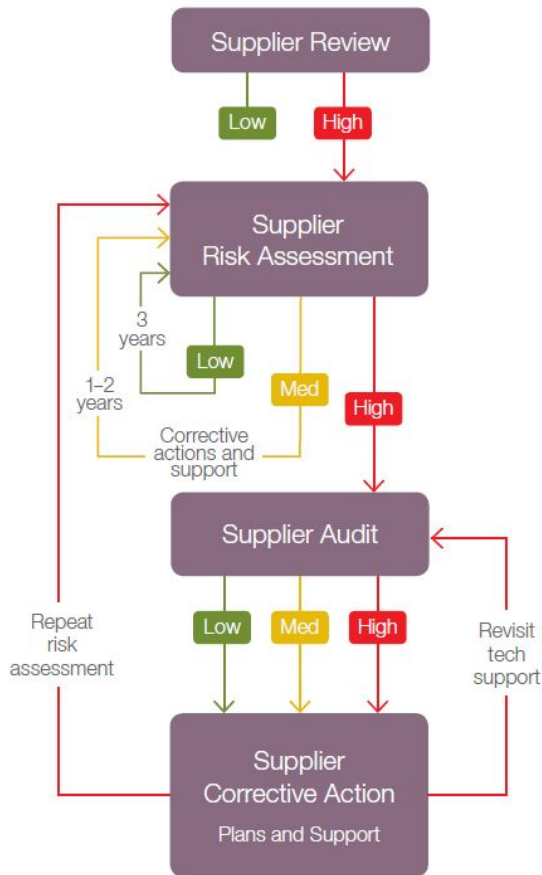 Supplier Review
Low
High
Supplier
Risk Assessment
3
years
Low
1–2
years
Med
High
Corrective
actions and
support
Supplier Audit
Low
Med
High
Repeat
risk
assessment
Revisit
tech
support
Supplier
Corrective Action
Plans and Support